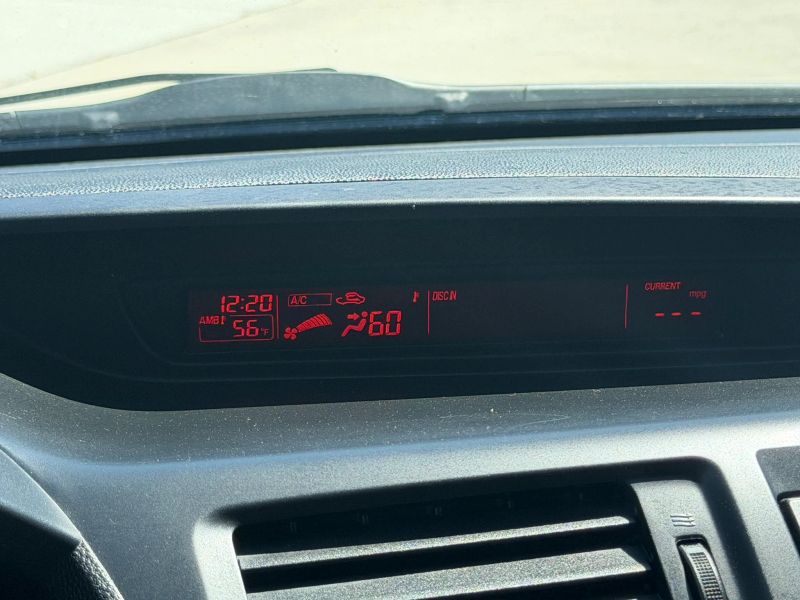 12:20
AMB 56°F
A/C
60
DISC IN
CURRENT
mpg
---